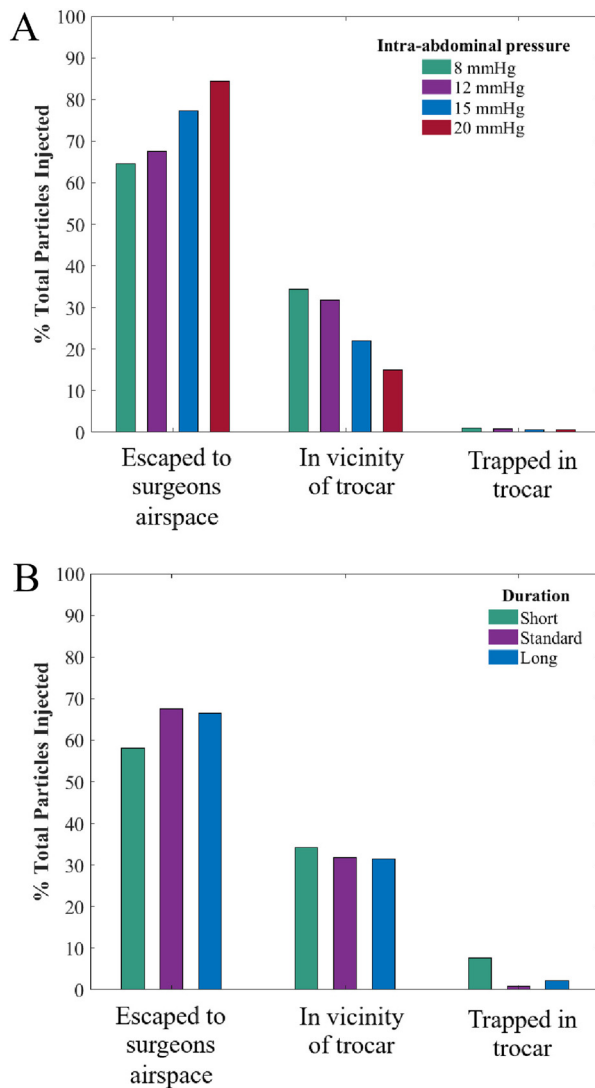 A
100
90
80
70
60
50
40
30
20
10
0
% Total Particles Injected
Intra-abdominal pressure
8 mmHg
12 mmHg
15 mmHg
20 mmHg
Escaped to
surgeons
airspace
In vicinity
of trocar
Trapped in
trocar
B
100
90
80
70
60
50
40
30
20
10
0
% Total Particles Injected
Duration
Short
Standard
Long
Escaped to
surgeons
airspace
In vicinity
of trocar
Trapped in
trocar